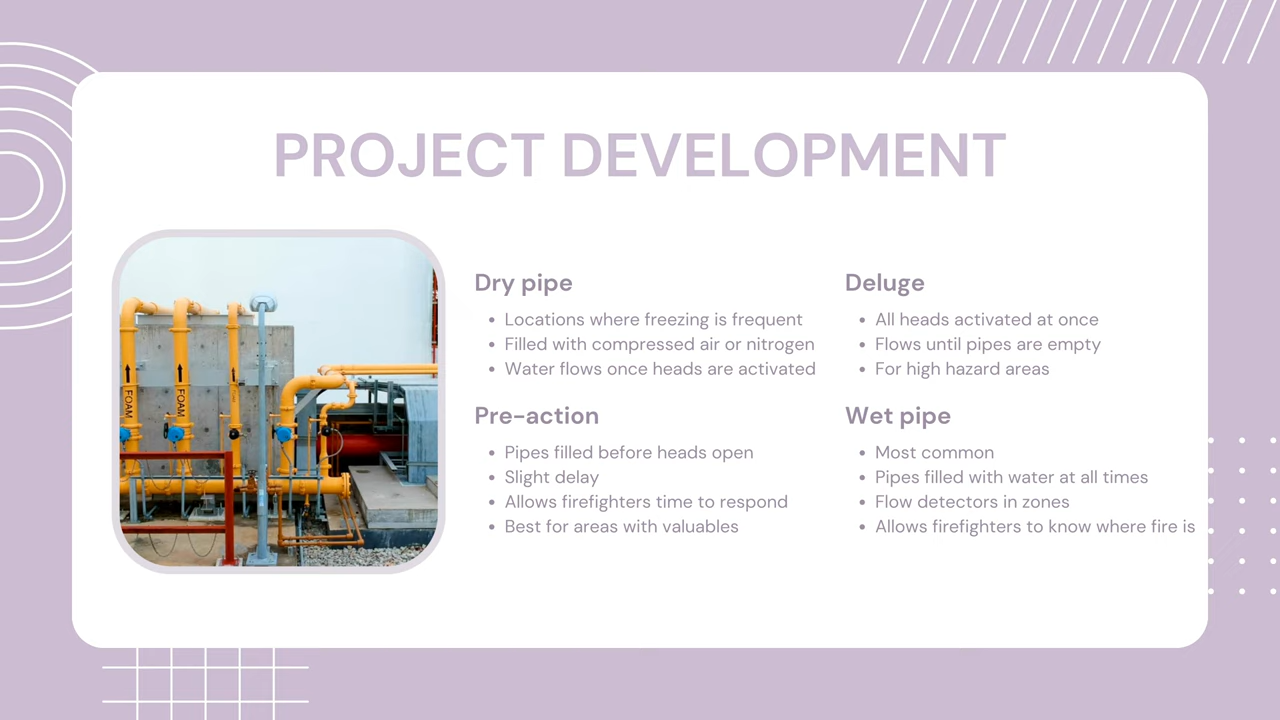 PROJECT DEVELOPMENT
FOAM
FOAM
Dry pipe
• Locations where freezing is frequent
• Filled with compressed air or nitrogen
• Water flows once heads are activated
Pre-action
• Pipes filled before heads open
• Slight delay
• Allows firefighters time to respond
• Best for areas with valuables
Deluge
• All heads activated at once
• Flows until pipes are empty
• For high hazard areas
Wet pipe
• Most common
• Pipes filled with water at all times
• Flow detectors in zones
• Allows firefighters to know where fire is